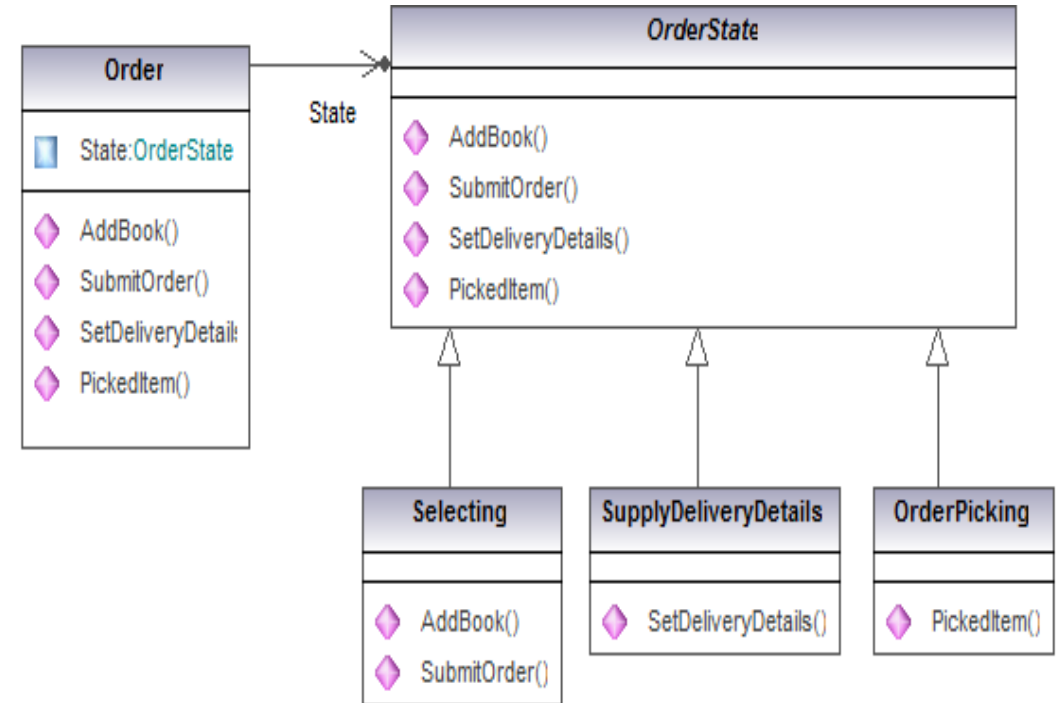 Order
State:OrderState
AddBook()
SubmitOrder()
SetDeliveryDetails
PickedItem()
State
OrderState
AddBook()
SubmitOrder()
SetDeliveryDetails()
PickedItem()
Selecting
AddBook()
SubmitOrder()
SupplyDeliveryDetails
SetDeliveryDetails()
OrderPicking
PickedItem()